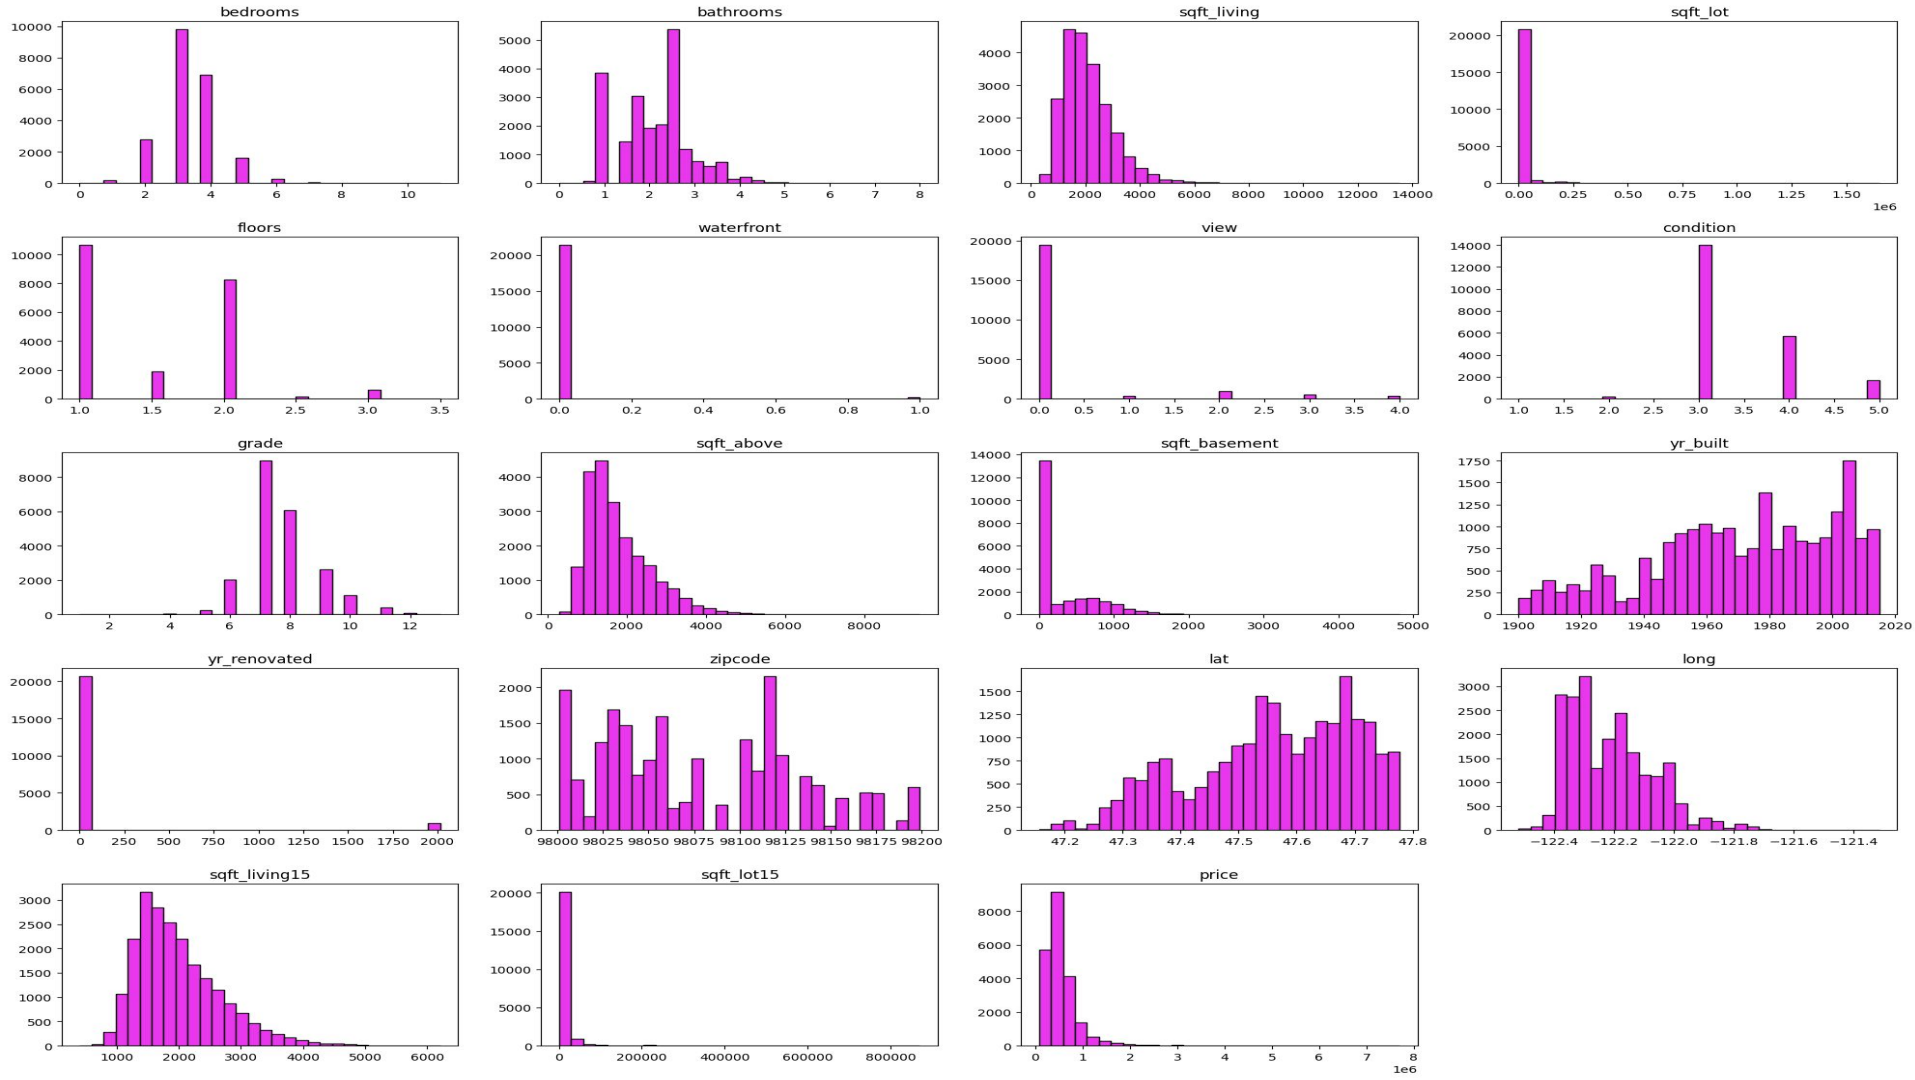 bedrooms bathrooms sqft_living sqft_lot
10000 8000 6000 4000 2000 0
0 2 4 6 8 10
5000 4000 3000 2000 1000 0
0 1 2 3 4 5 6 7 8
4000 3000 2000 1000 0
0 2000 4000 6000 8000 10000 12000 14000
20000 15000 10000 5000 0
0.00 0.25 0.50 0.75 1.00 1.25 1.50
1e6
floors waterfront view condition
10000 8000 6000 4000 2000 0
1.0 1.5 2.0 2.5 3.0 3.5
20000 15000 10000 5000 0
0.0 0.2 0.4 0.6 0.8 1.0
20000 15000 10000 5000 0
0.0 0.5 1.0 1.5 2.0 2.5 3.0 3.5 4.0
14000 12000 10000 8000 6000 4000 2000 0
1.0 1.5 2.0 2.5 3.0 3.5 4.0 4.5 5.0
grade sqft_above sqft_basement yr_built
8000 6000 4000 2000 0
2 4 6 8 10 12
4000 3000 2000 1000 0
0 2000 4000 6000 8000
14000 12000 10000 8000 6000 4000 2000 0
0 1000 2000 3000 4000 5000
1750 1500 1250 1000 750 500 250 0
1900 1920 1940 1960 1980 2000 2020
yr_renovated zipcode lat long
20000 15000 10000 5000 0
0 250 500 750 1000 1250 1500 1750 2000
2000 1500 1000 500 0
98000 98025 98050 98075 98100 98125 98150 98175 98200
1500 1250 1000 750 500 250 0
47.2 47.3 47.4 47.5 47.6 47.7 47.8
3000 2500 2000 1500 1000 500 0
−122.4 −122.2 −122.0 −121.8 −121.6 −121.4
sqft_living15 sqft_lot15 price
3000 2500 2000 1500 1000 500 0
1000 2000 3000 4000 5000 6000
20000 15000 10000 5000 0
0 200000 400000 600000 800000
8000 6000 4000 2000 0
0 1 2 3 4 5 6 7 8
1e6